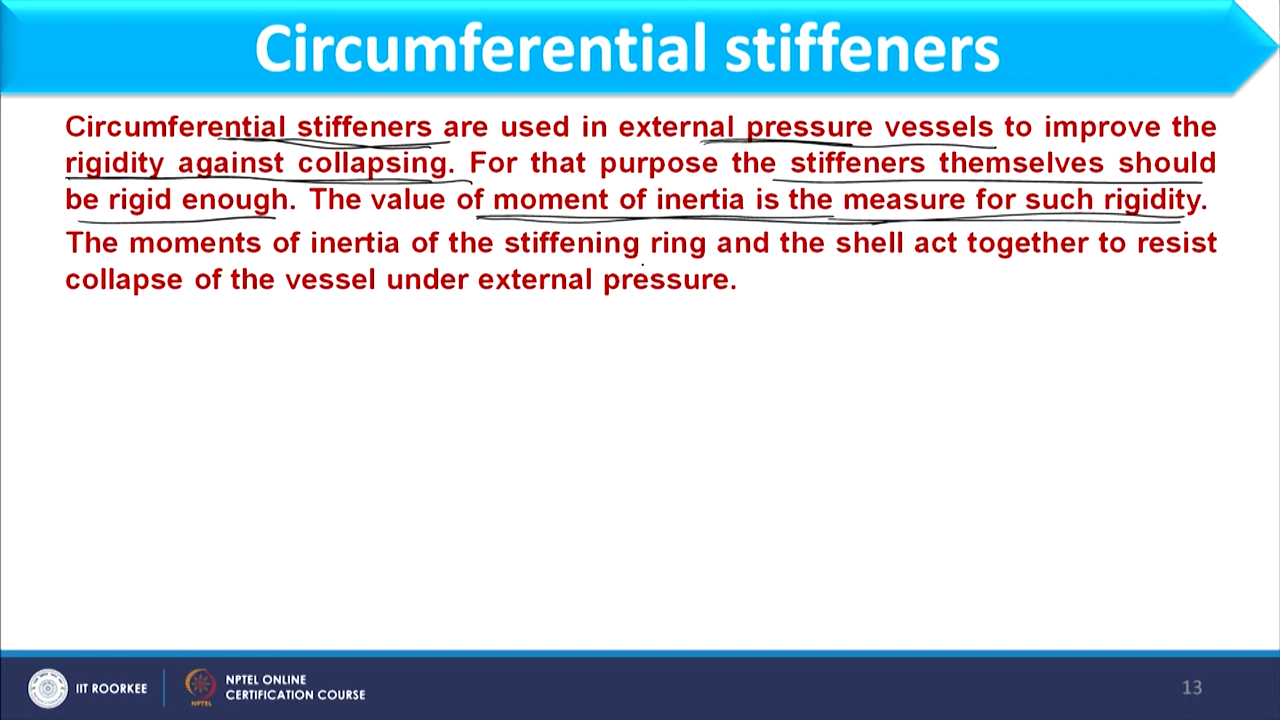 Circumferential stiffeners
Circumferential stiffeners are used in external pressure vessels to improve the
rigidity against collapsing. For that purpose the stiffeners themselves should
be rigid enough. The value of moment of inertia is the measure for such rigidity.
The moments of inertia of the stiffening ring and the shell act together to resist
collapse of the vessel under external pressure.
IIT ROORKEE
NPTEL
NPTEL ONLINE
CERTIFICATION COURSE
13